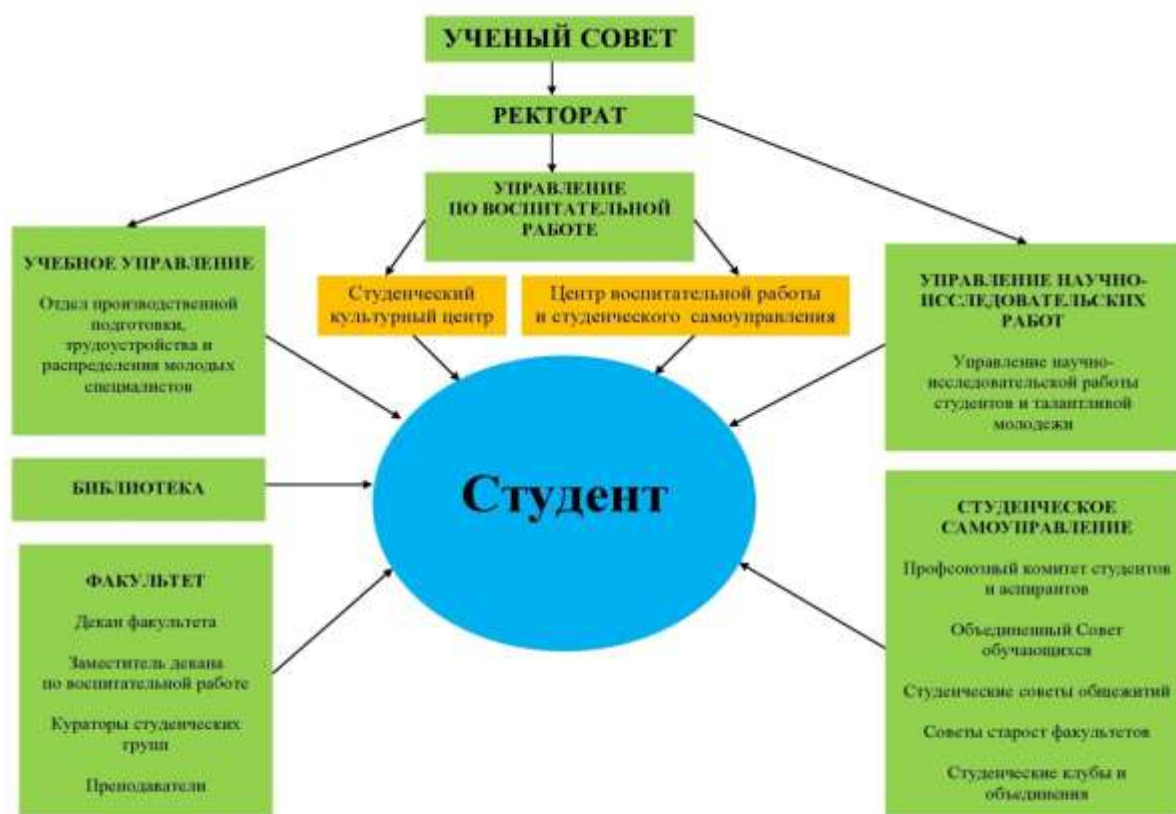 УЧЕНЫЙ СОВЕТ
РЕКТОРАТ
УПРАВЛЕНИЕ
ПО ВОСПИТАТЕЛЬНОЙ
РАБОТЕ
УЧЕБНОЕ УПРАВЛЕНИЕ
Отдел производственной
подготовки,
трудоустройства и
распределения молодых
специалистов
Студенческий
культурный центр
Центр воспитательной работы
и студенческого самоуправления
УПРАВЛЕНИЕ НАУЧНО-
ИССЛЕДОВАТЕЛЬСКИХ
РАБОТ
Управление научно-
исследовательской работы
студентов и талантливой
молодежи
БИБЛИОТЕКА
Студент
ФАКУЛЬТЕТ
Декан факультета
Заместитель декана
по воспитательной работе
Кураторы студенческих
групп
Преподаватели
СТУДЕНЧЕСКОЕ
САМОУПРАВЛЕНИЕ
Профсоюзный комитет студентов
и аспирантов
Объединенный Совет
обучающихся
Студенческие советы общежитий
Советы старост факультетов
Студенческие клубы и
объединения